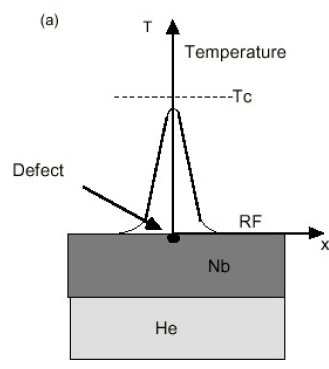 (a)
T
Temperature
Tc
Defect
RF
x
Nb
He